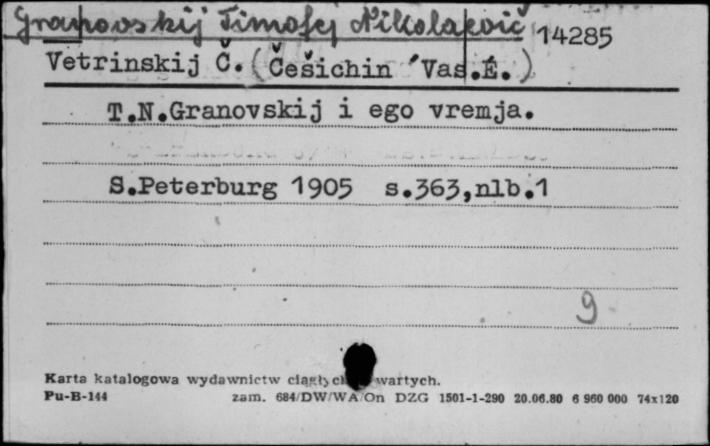 Granovskij Timofej Nikolaevič 14285
Vetrinskij Č. (Češichin Vas.E.)
T.N.Granovskij i ego vremja.
S.Peterburg 1905 s.363,nlb.1
9
Karta katalogowa wydawnictw ciągłych wartych.
Pu-B-144 zam. 684/DW/WA/On DZG 1501-1-290 20.06.80 6 960 000 74x120